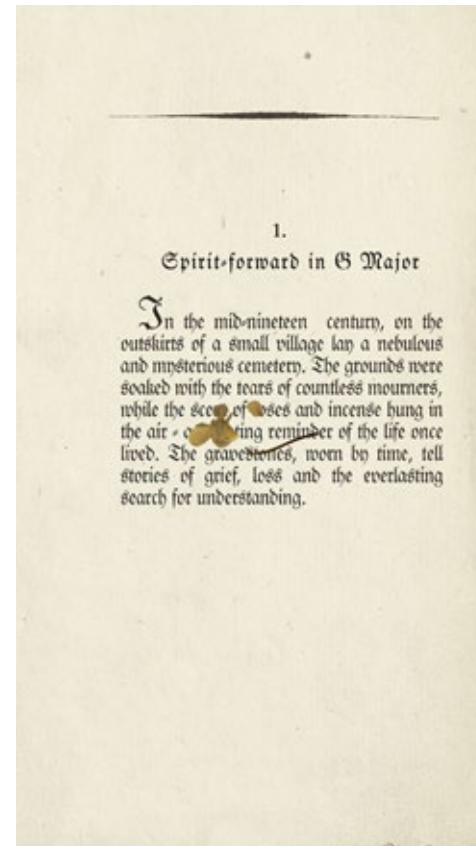 1.
Spirit-forward in G Major
In the mid-nineteen century, on the
outskirts of a small village lay a nebulous
and mysterious cemetery. The grounds were
soaked with the tears of countless mourners,
while the of and incense hung in
the air - reminder of the life once
lived. The gravestones, worn by time, tell
stories of grief, loss and the everlasting
search for understanding.